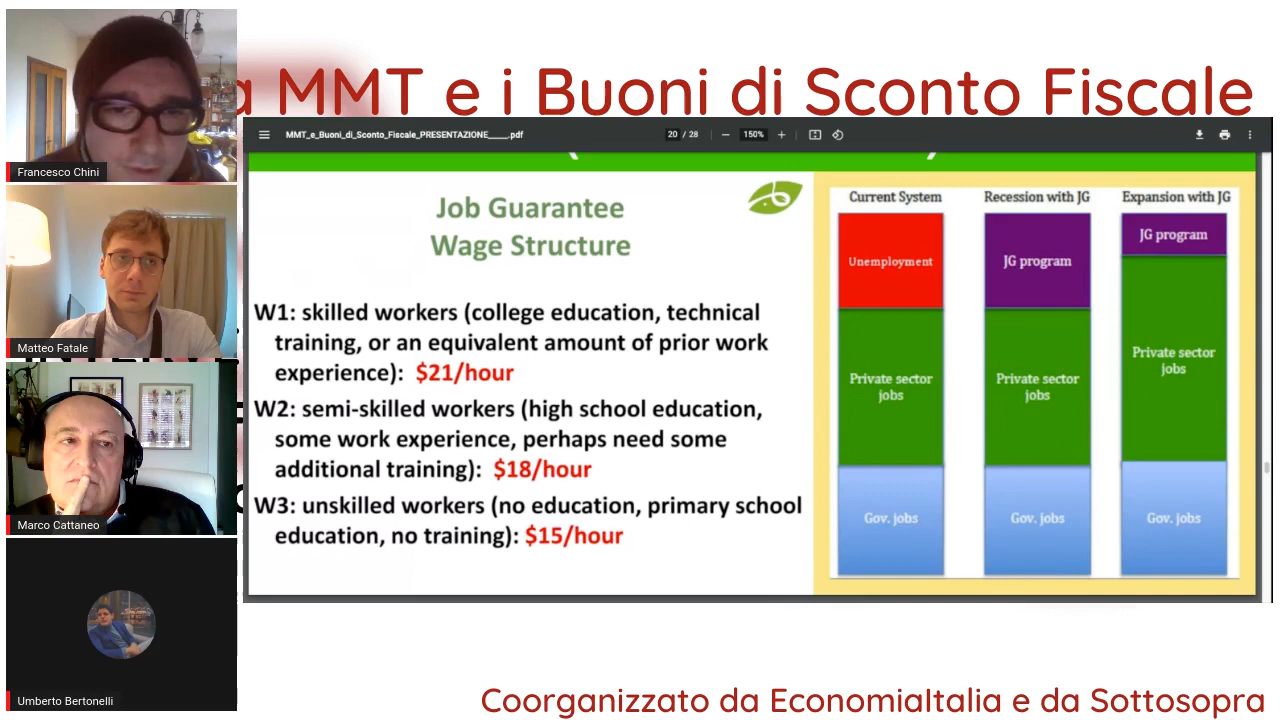 a MMT e i Buoni di Sconto Fiscale
MMT_e_Buoni_di_Sconto_Fiscale_PRESENTAZIONE____.pdf
20 / 28
150%
Job Guarantee
Wage Structure
W1: skilled workers (college education, technical
training, or an equivalent amount of prior work
experience): $21/hour
W2: semi-skilled workers (high school education,
some work experience, perhaps need some
additional training): $18/hour
W3: unskilled workers (no education, primary school
education, no training): $15/hour
Current System
Recession with JG
Expansion with JG
Unemployment
JG program
JG program
Private sector
jobs
Private sector
jobs
Private sector
jobs
Gov. jobs
Gov. jobs
Gov. jobs
Francesco Chini
Matteo Fatale
Marco Cattaneo
Umberto Bertonelli
Coorganizzato da EconomiaItalia e da Sottosopra